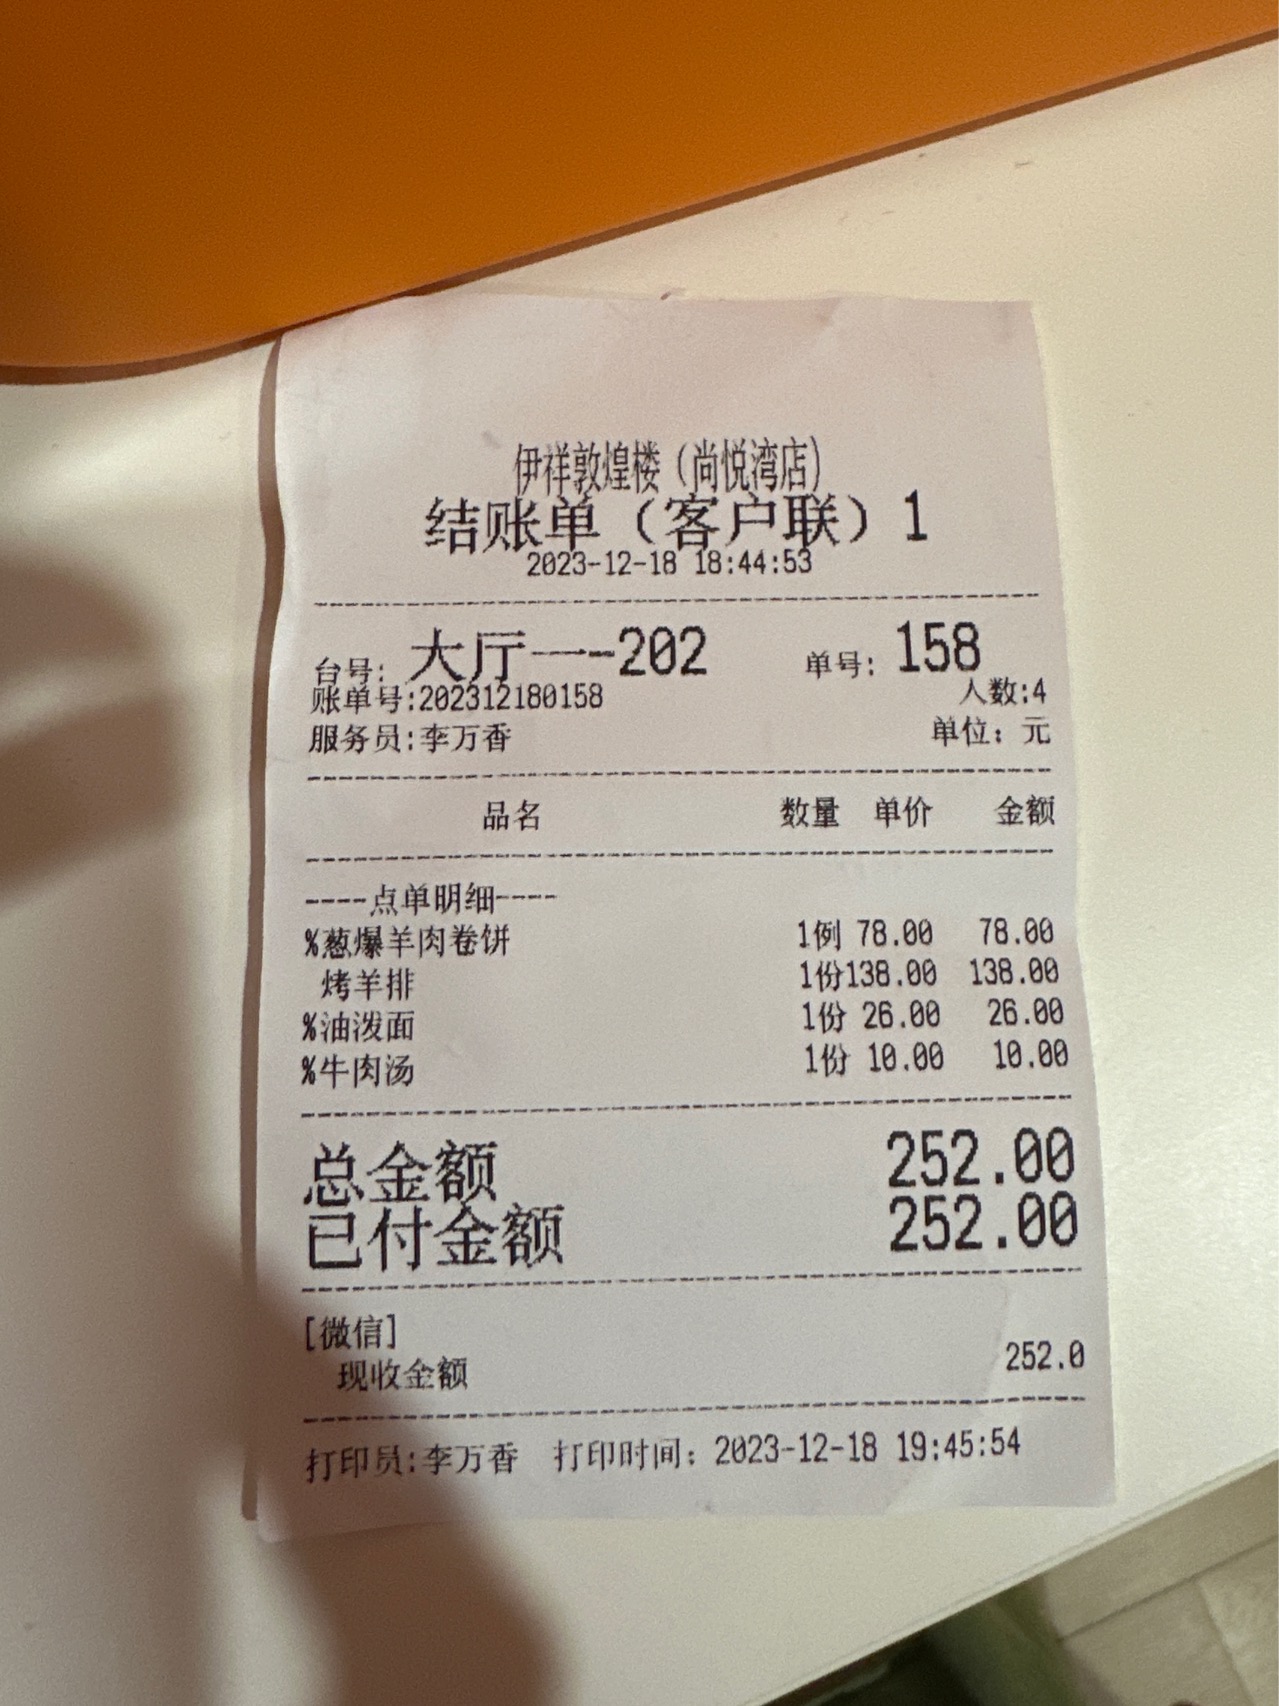 伊祥敦煌楼（尚悦湾店）
结账单（客户联）1
2023-12-18 18:44:53
台号: 大厅一-202 单号: 158
账单号:202312180158 人数:4
服务员:李万香 单位：元
品名 数量 单价 金额
----点单明细----
%葱爆羊肉卷饼 1例 78.00 78.00
烤羊排 1份138.00 138.00
%油泼面 1份 26.00 26.00
%牛肉汤 1份 10.00 10.00
总金额 252.00
已付金额 252.00
[微信]
现收金额 252.0
打印员:李万香 打印时间：2023-12-18 19:45:54